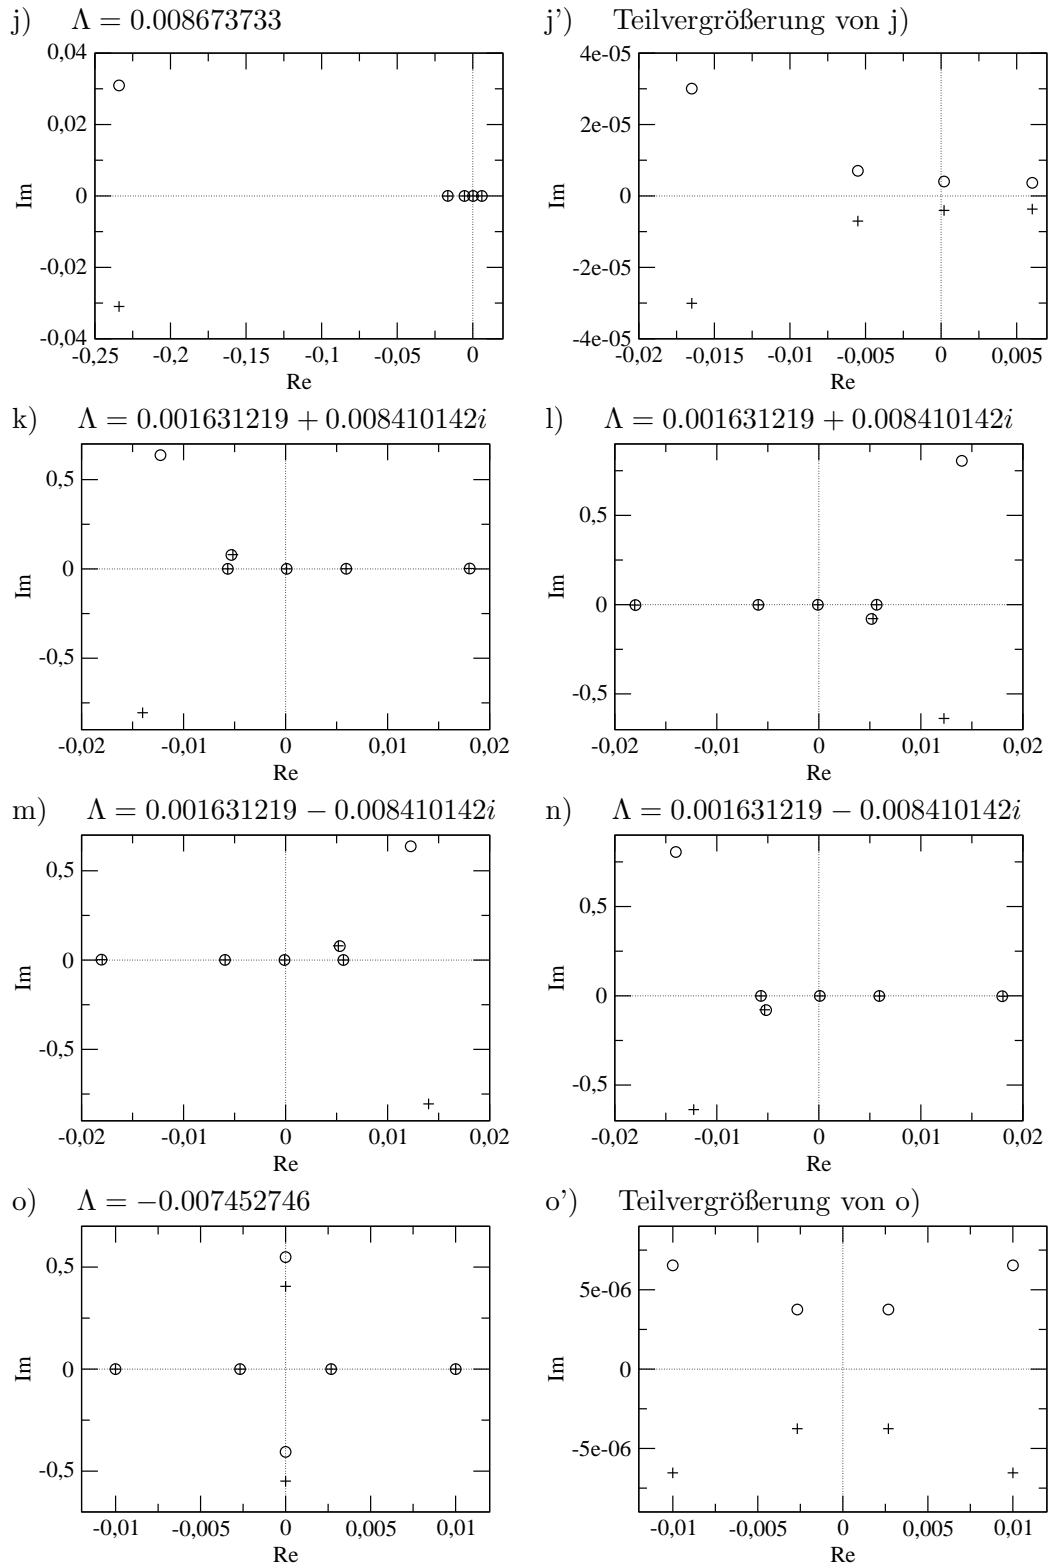 j) Λ = 0.008673733
j') Teilvergrößerung von j)
0,04
0,02
0
-0,02
-0,04
Im
-0,25
-0,2
-0,15
-0,1
-0,05
0
Re
4e-05
2e-05
0
-2e-05
-4e-05
Im
-0,02
-0,015
-0,01
-0,005
0
0,005
Re
k) Λ = 0.001631219 + 0.008410142i
l) Λ = 0.001631219 + 0.008410142i
0,5
0
-0,5
Im
-0,02
-0,01
0
0,01
0,02
Re
0,5
0
-0,5
Im
-0,02
-0,01
0
0,01
0,02
Re
m) Λ = 0.001631219 − 0.008410142i
n) Λ = 0.001631219 − 0.008410142i
0,5
0
-0,5
Im
-0,02
-0,01
0
0,01
0,02
Re
0,5
0
-0,5
Im
-0,02
-0,01
0
0,01
0,02
Re
o) Λ = −0.007452746
o') Teilvergrößerung von o)
0,5
0
-0,5
Im
-0,01
-0,005
0
0,005
0,01
Re
5e-06
0
-5e-06
Im
-0,01
-0,005
0
0,005
0,01
Re